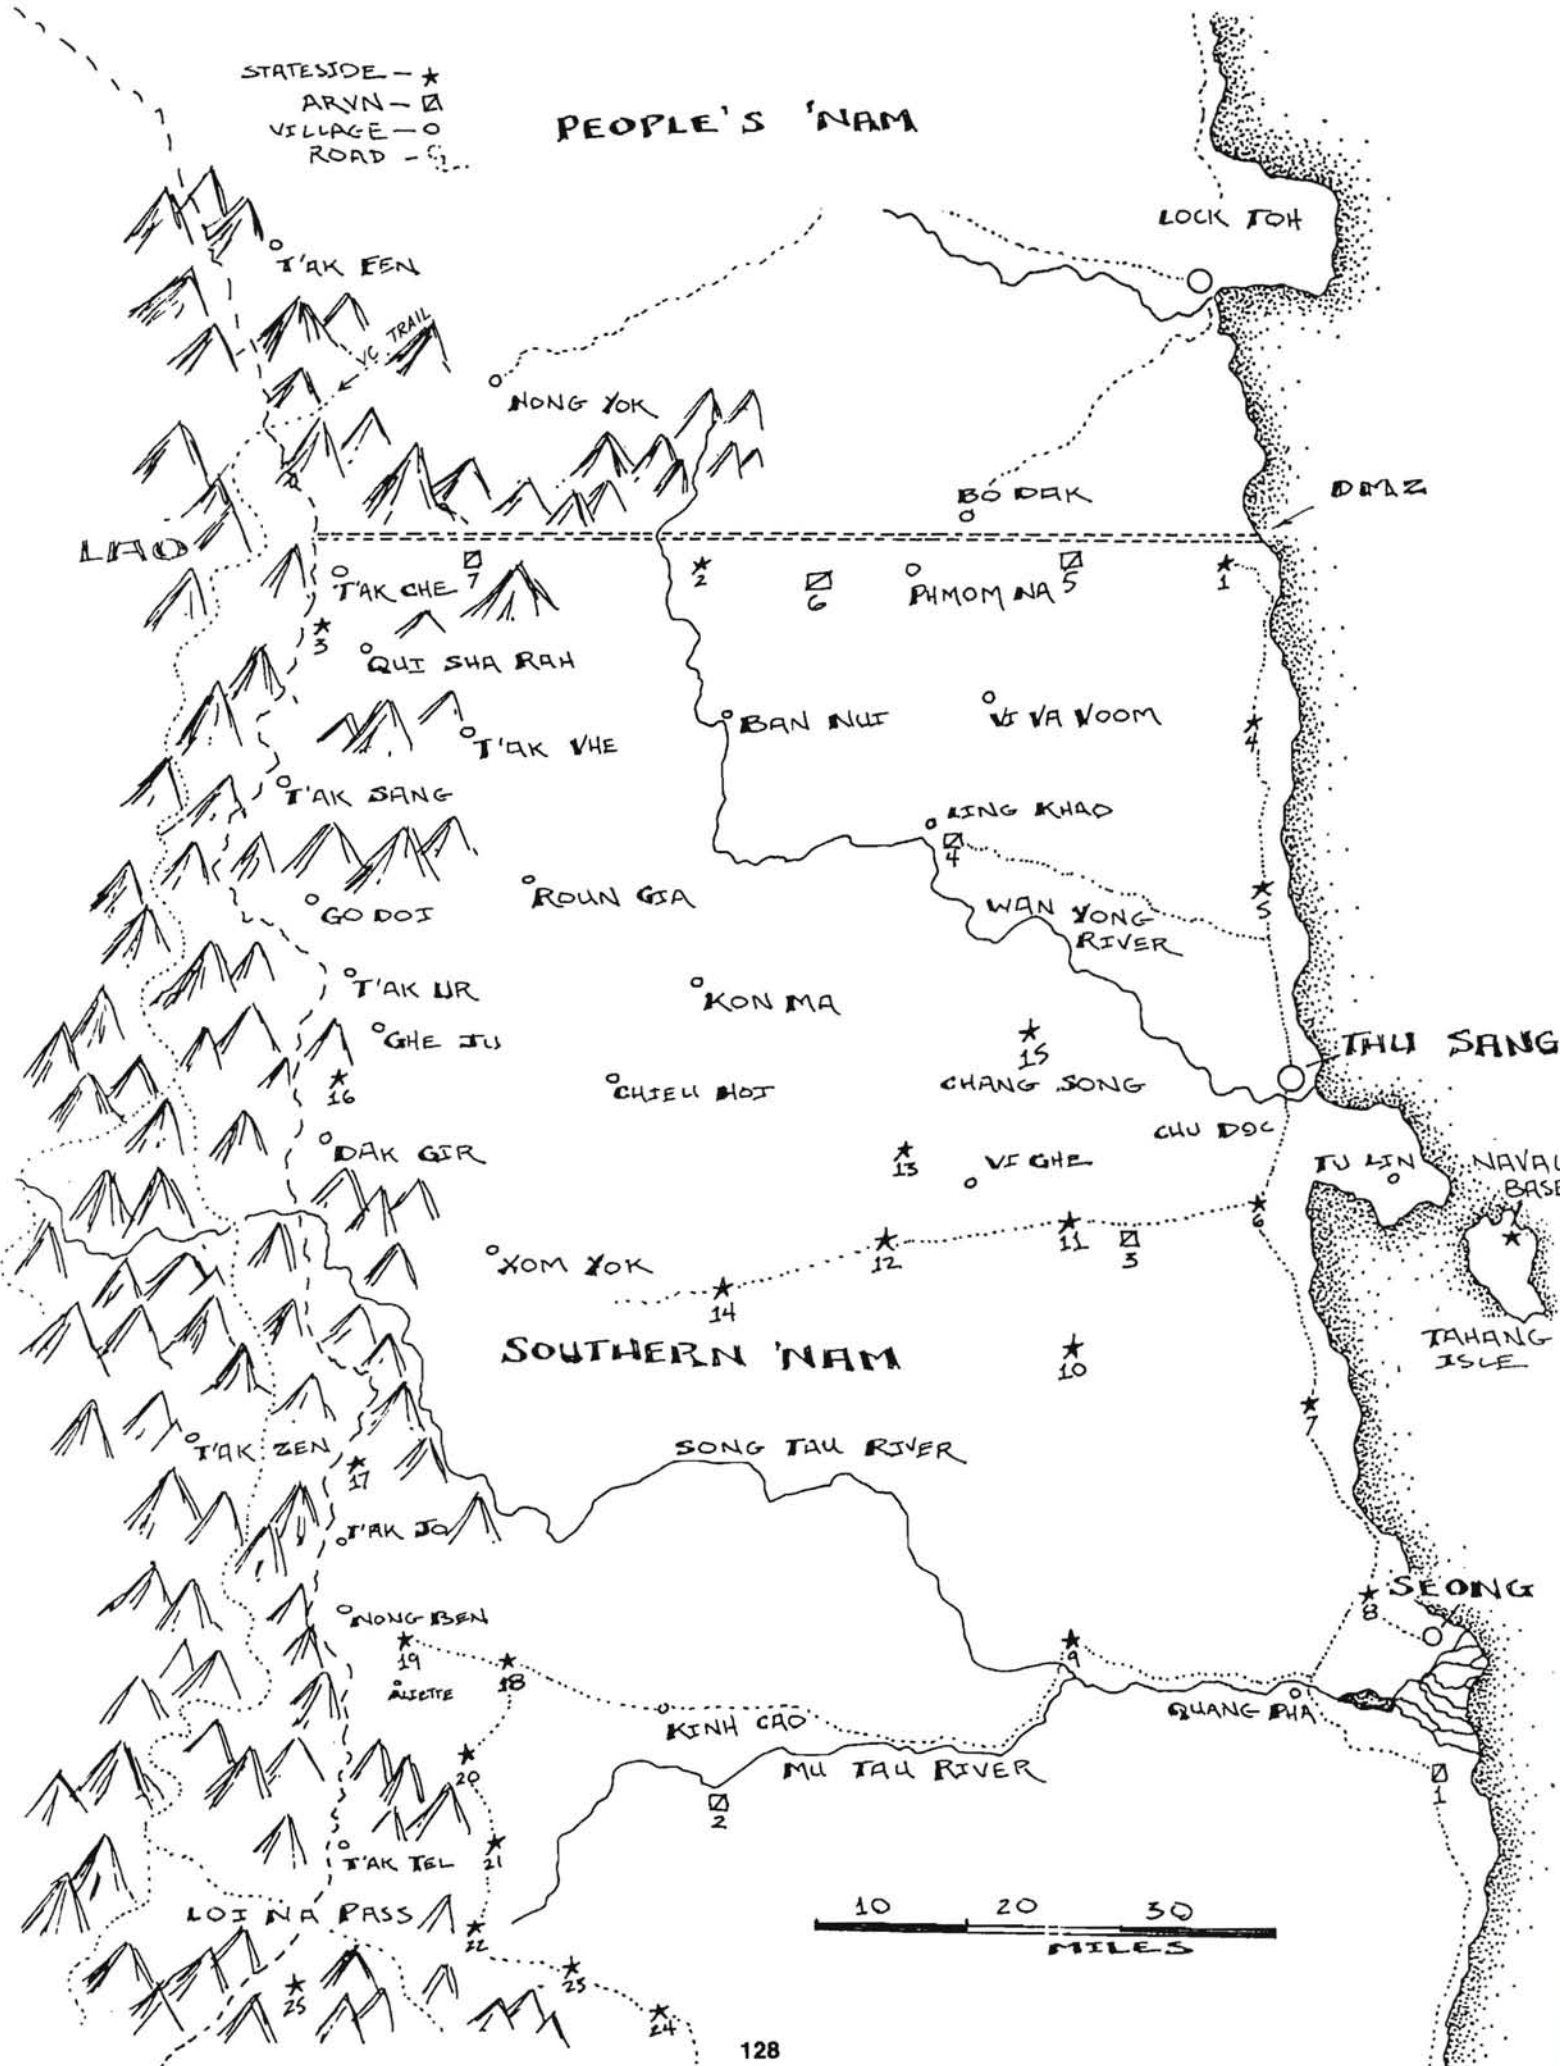 STATESIDE - ★
ARVN -
VILLAGE - o
ROAD -
PEOPLE'S 'NAM
LOCK TOH
T'AK EEN
VC TRAIL
NONG YOK
BO DAK
DMZ
LAO
T'AK CHE
7
2
6
PHMOM NA
5
1
3
QUI SHA RAH
BAN NUI
VI VA VOOM
4
T'AK VHE
T'AK SANG
LING KHAO
4
ROUN GIA
5
GO DOI
WAN YONG
RIVER
T'AK UR
KON MA
GHE JU
15
THU SANG
16
CHIEU HOI
CHANG SONG
CHU DOC
DAK GIR
13
VI GHE
TU LIN
NAVAL
BASE
6
XOM YOK
12
11
3
14
TAHANG
ISLE
SOUTHERN 'NAM
10
7
T'AK ZEN
SONG TAU RIVER
17
T'AK JO
SEONG
8
NONG BEN
19
18
9
ALIETTE
KINH CAO
QUANG PHA
20
MU TAU RIVER
1
2
T'AK TEL
21
LOI NA PASS
10 20 30
MILES
22
23
25
24
128